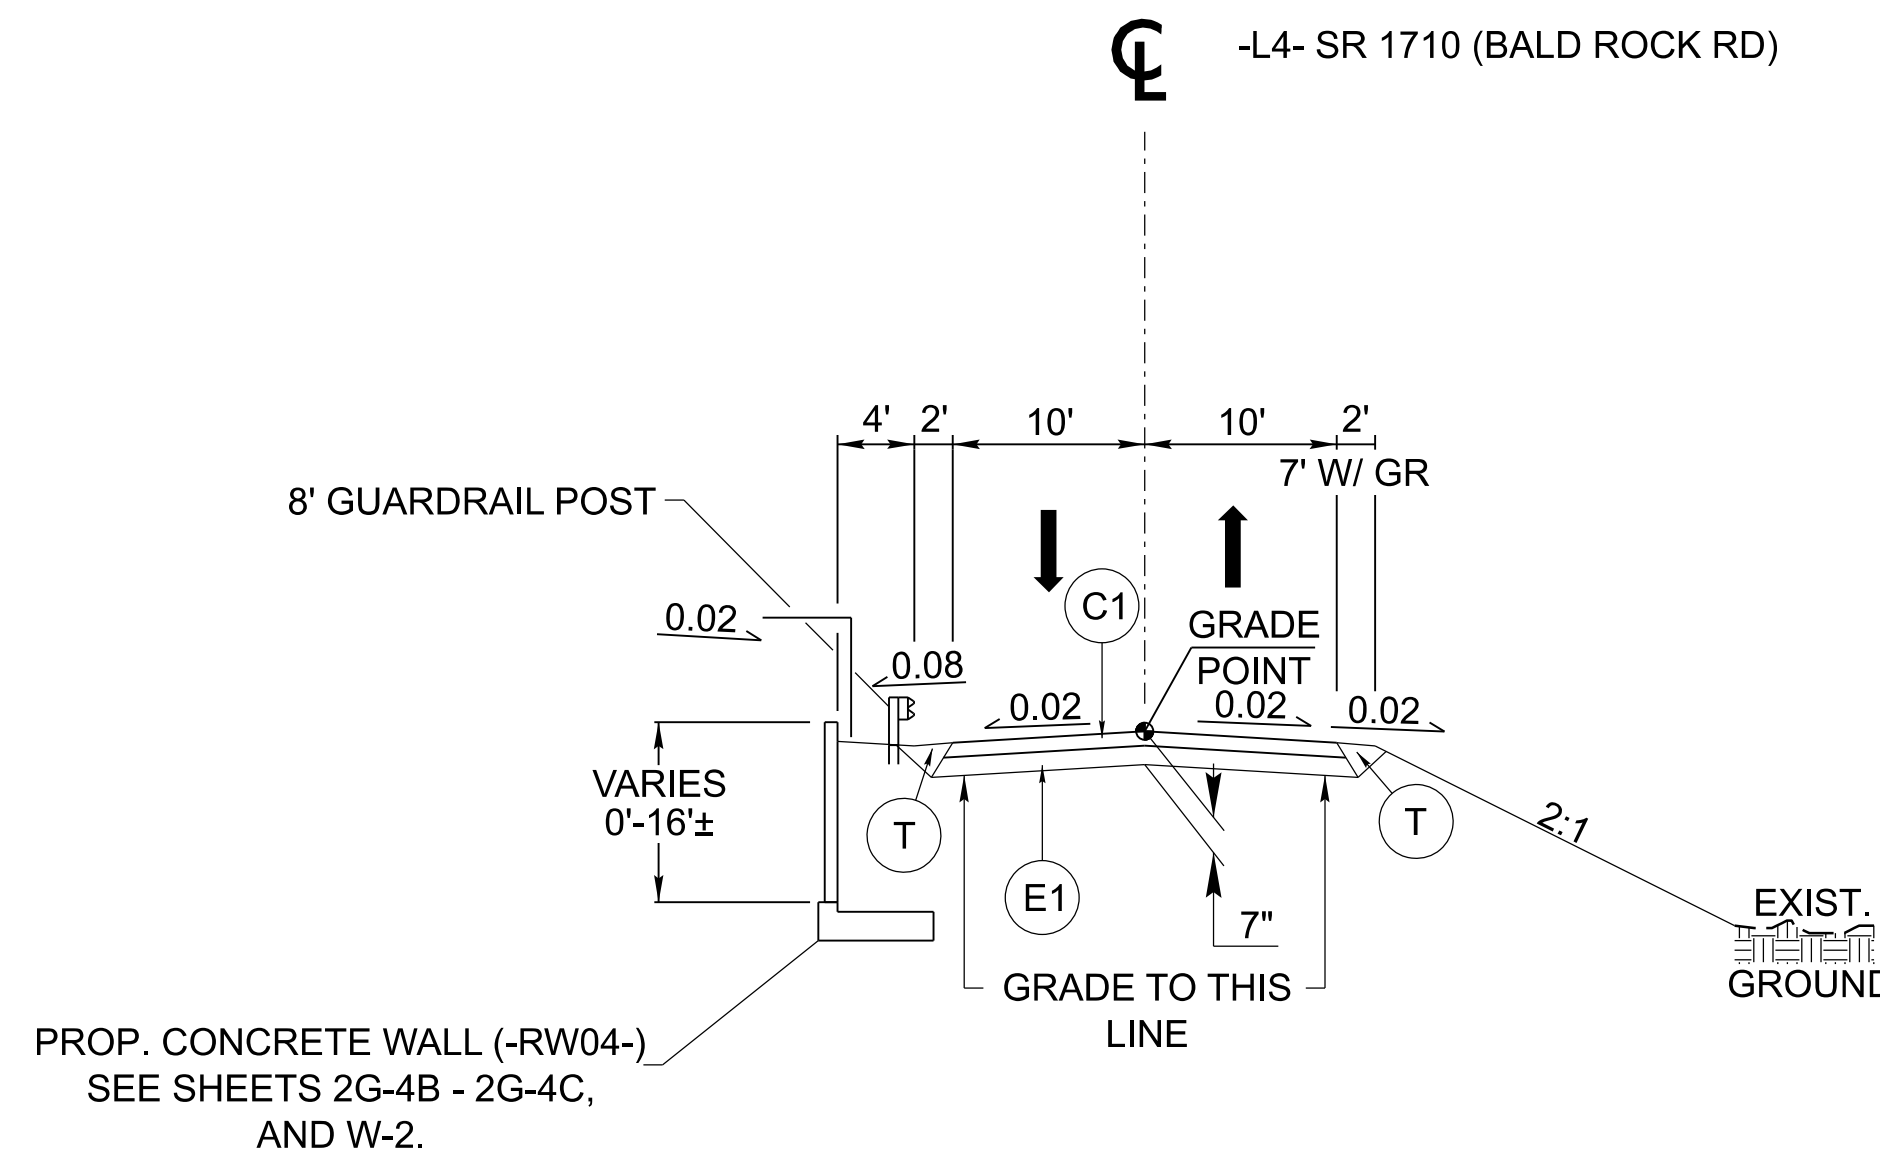 CL
-L4- SR 1710 (BALD ROCK RD)
4' 2' 10' 10' 2'
7' W/ GR
8' GUARDRAIL POST
C1
0.02
GRADE
POINT
0.08
0.02
0.02
0.02
VARIES
0'-16'±
T
T
2:1
E1
7"
EXIST.
GROUND
GRADE TO THIS
LINE
PROP. CONCRETE WALL (-RW04-)
SEE SHEETS 2G-4B - 2G-4C,
AND W-2.